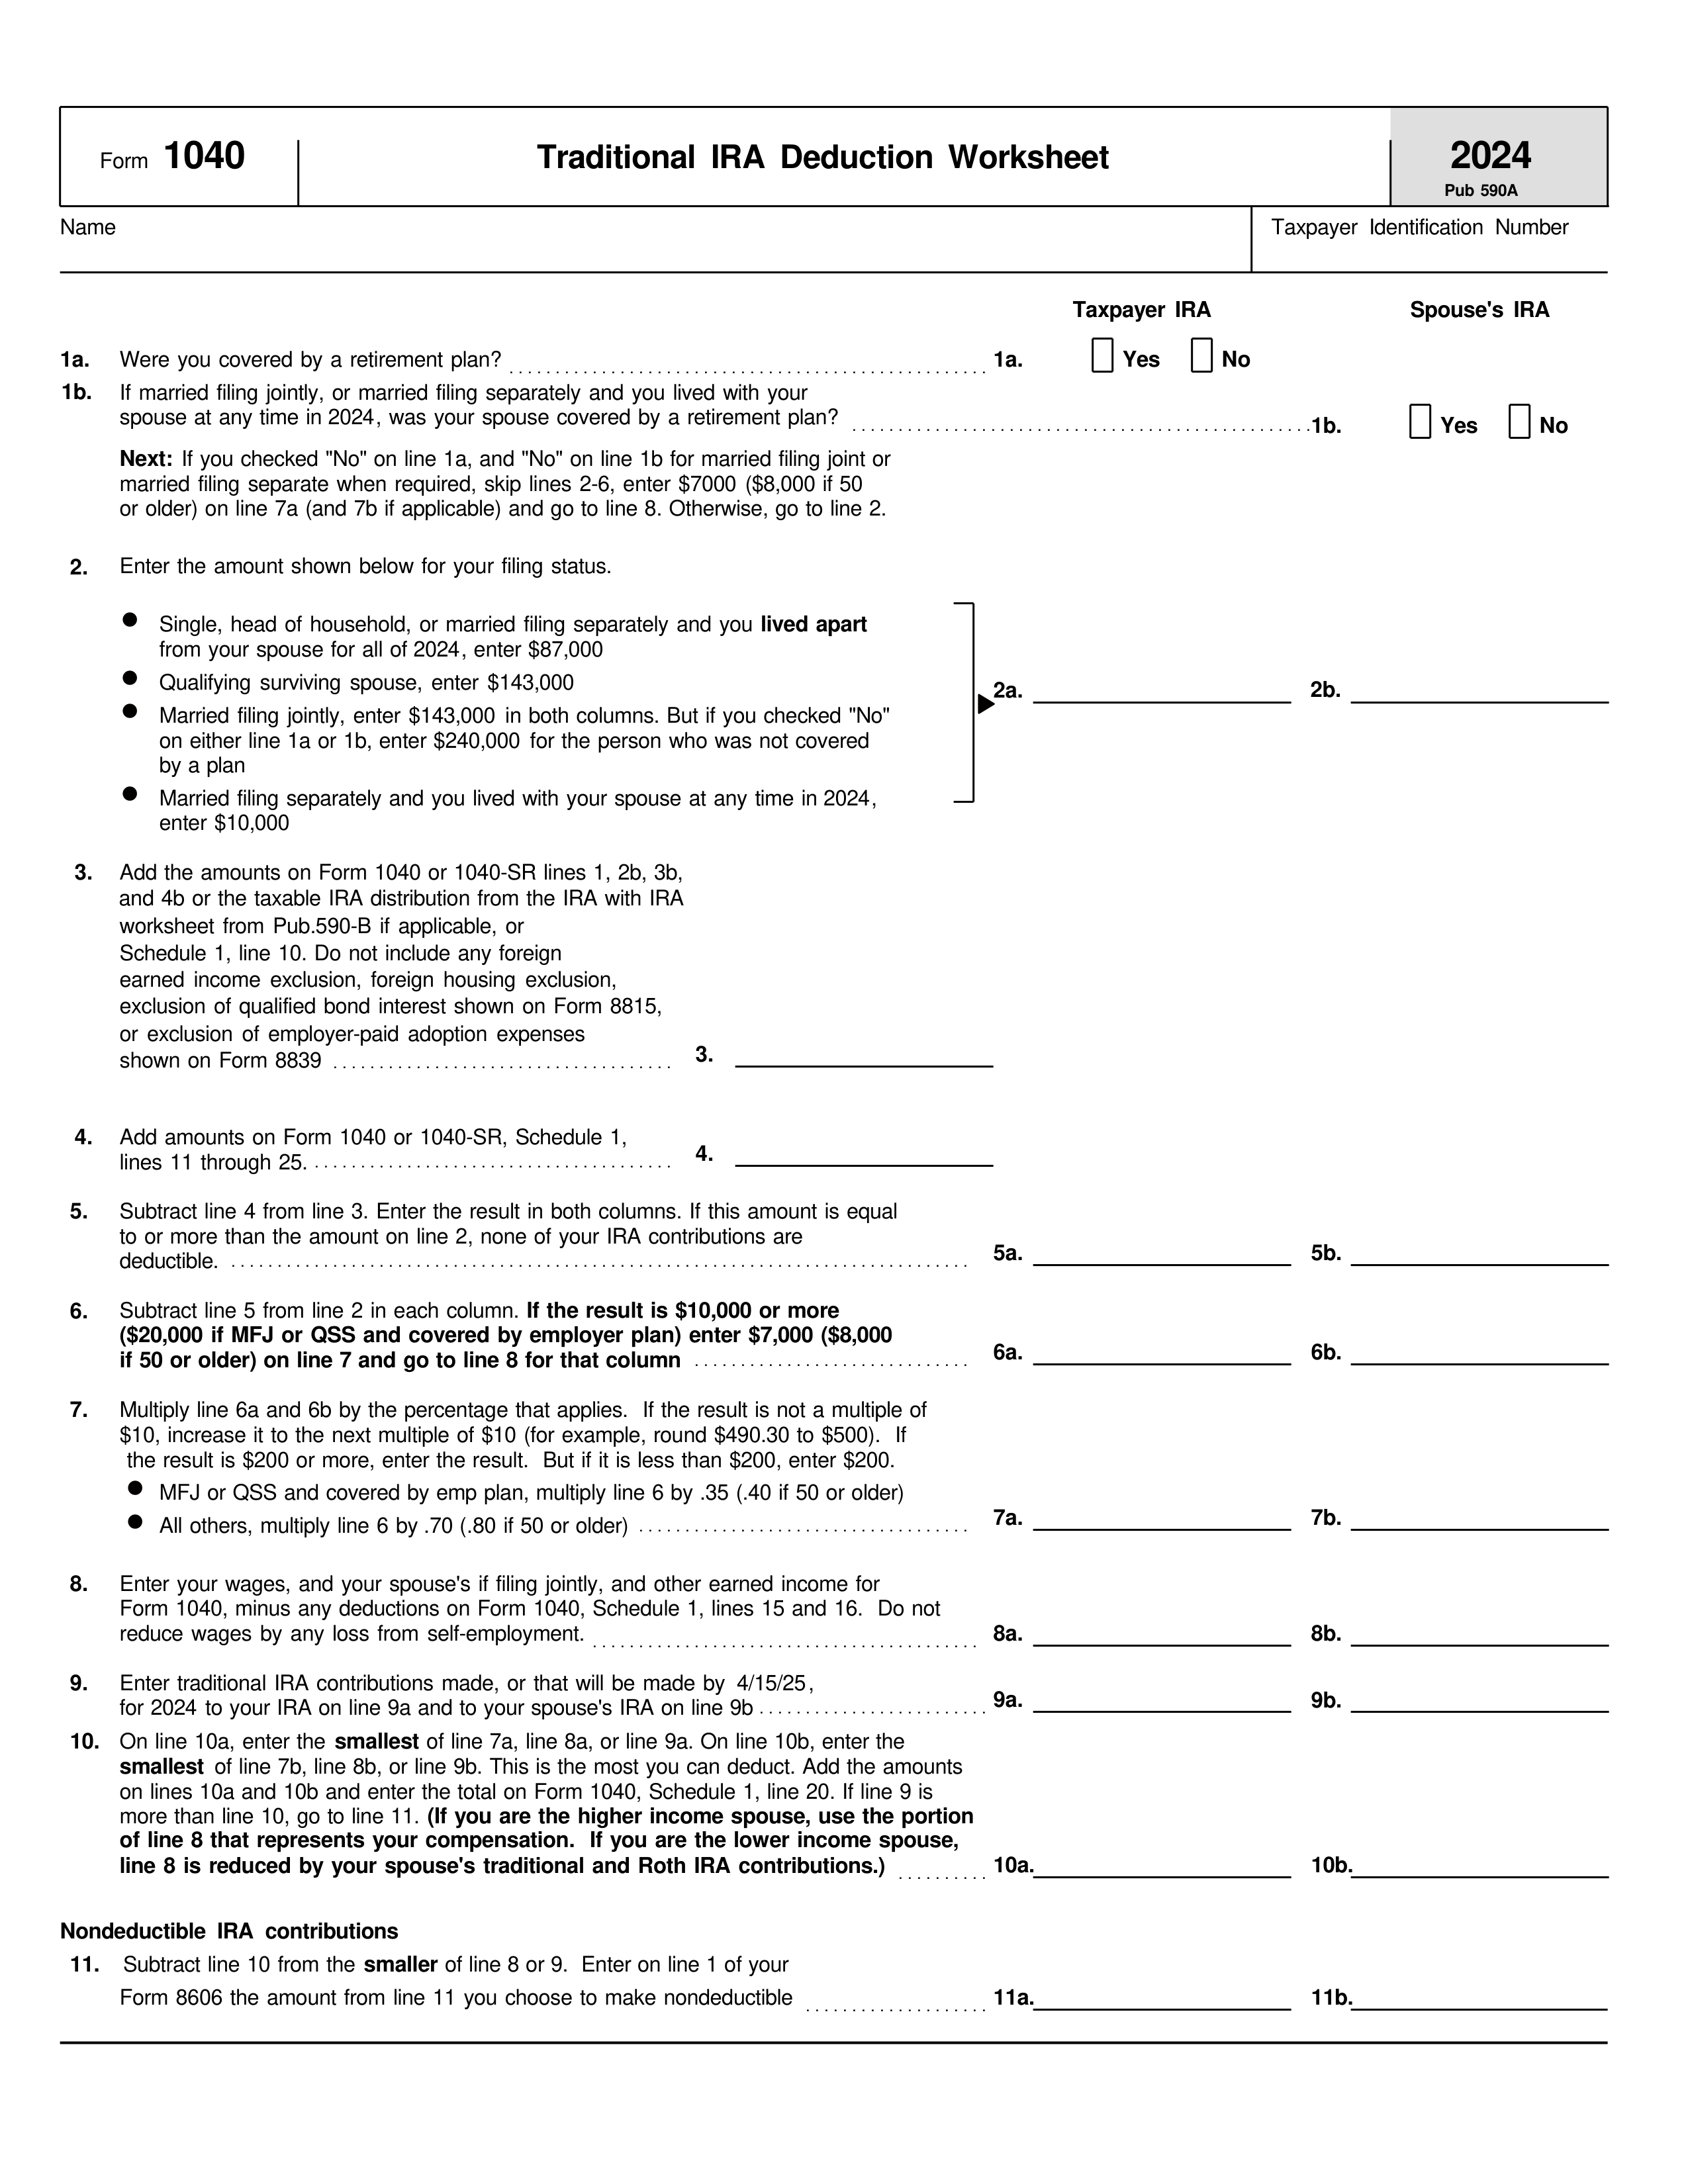 Form 1040
Traditional IRA Deduction Worksheet
2024
Pub 590A
Name
Taxpayer Identification Number
Taxpayer IRA
Spouse's IRA
1a. Were you covered by a retirement plan? 1a. Yes No
1b. If married filing jointly, or married filing separately and you lived with your
spouse at any time in 2024, was your spouse covered by a retirement plan? 1b. Yes No
Next: If you checked "No" on line 1a, and "No" on line 1b for married filing joint or
married filing separate when required, skip lines 2-6, enter $7000 ($8,000 if 50
or older) on line 7a (and 7b if applicable) and go to line 8. Otherwise, go to line 2.
2. Enter the amount shown below for your filing status.
● Single, head of household, or married filing separately and you lived apart
from your spouse for all of 2024, enter $87,000
● Qualifying surviving spouse, enter $143,000
2a. 2b.
● Married filing jointly, enter $143,000 in both columns. But if you checked "No"
on either line 1a or 1b, enter $240,000 for the person who was not covered
by a plan
● Married filing separately and you lived with your spouse at any time in 2024,
enter $10,000
3. Add the amounts on Form 1040 or 1040-SR lines 1, 2b, 3b,
and 4b or the taxable IRA distribution from the IRA with IRA
worksheet from Pub.590-B if applicable, or
Schedule 1, line 10. Do not include any foreign
earned income exclusion, foreign housing exclusion,
exclusion of qualified bond interest shown on Form 8815,
or exclusion of employer-paid adoption expenses
shown on Form 8839 3.
4. Add amounts on Form 1040 or 1040-SR, Schedule 1,
lines 11 through 25. 4.
5. Subtract line 4 from line 3. Enter the result in both columns. If this amount is equal
to or more than the amount on line 2, none of your IRA contributions are
deductible. 5a. 5b.
6. Subtract line 5 from line 2 in each column. If the result is $10,000 or more
($20,000 if MFJ or QSS and covered by employer plan) enter $7,000 ($8,000
if 50 or older) on line 7 and go to line 8 for that column 6a. 6b.
7. Multiply line 6a and 6b by the percentage that applies. If the result is not a multiple of
$10, increase it to the next multiple of $10 (for example, round $490.30 to $500). If
the result is $200 or more, enter the result. But if it is less than $200, enter $200.
● MFJ or QSS and covered by emp plan, multiply line 6 by .35 (.40 if 50 or older)
● All others, multiply line 6 by .70 (.80 if 50 or older) 7a. 7b.
8. Enter your wages, and your spouse's if filing jointly, and other earned income for
Form 1040, minus any deductions on Form 1040, Schedule 1, lines 15 and 16. Do not
reduce wages by any loss from self-employment. 8a. 8b.
9. Enter traditional IRA contributions made, or that will be made by 4/15/25,
for 2024 to your IRA on line 9a and to your spouse's IRA on line 9b 9a. 9b.
10. On line 10a, enter the smallest of line 7a, line 8a, or line 9a. On line 10b, enter the
smallest of line 7b, line 8b, or line 9b. This is the most you can deduct. Add the amounts
on lines 10a and 10b and enter the total on Form 1040, Schedule 1, line 20. If line 9 is
more than line 10, go to line 11. (If you are the higher income spouse, use the portion
of line 8 that represents your compensation. If you are the lower income spouse,
line 8 is reduced by your spouse's traditional and Roth IRA contributions.) 10a. 10b.
Nondeductible IRA contributions
11. Subtract line 10 from the smaller of line 8 or 9. Enter on line 1 of your
Form 8606 the amount from line 11 you choose to make nondeductible 11a. 11b.